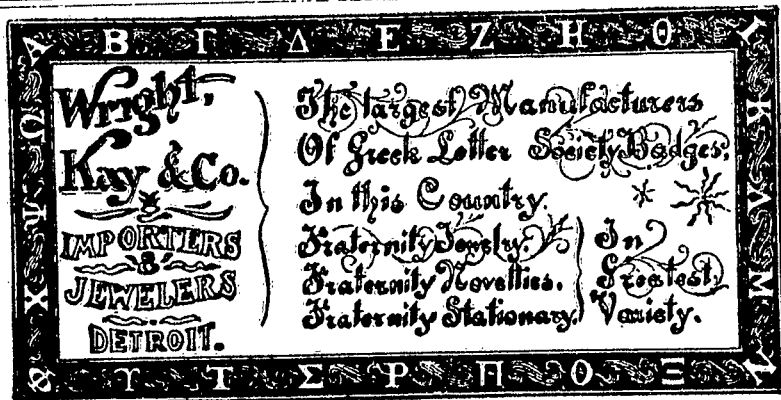 Α Β Γ Δ Ε Ζ Η Θ Ι
Κ Λ Μ Ν
Ξ Ο Π Ρ Σ Τ Υ Φ
Χ Ψ Ω
Wright,
Kay & Co.
IMPORTERS
&
JEWELERS
DETROIT.
The largest Manufacturers
Of Greek Letter Society Badges,
In this Country.
Fraternity Jewelry.
Fraternity Novelties.
Fraternity Stationary.
In
Greatest
Variety.